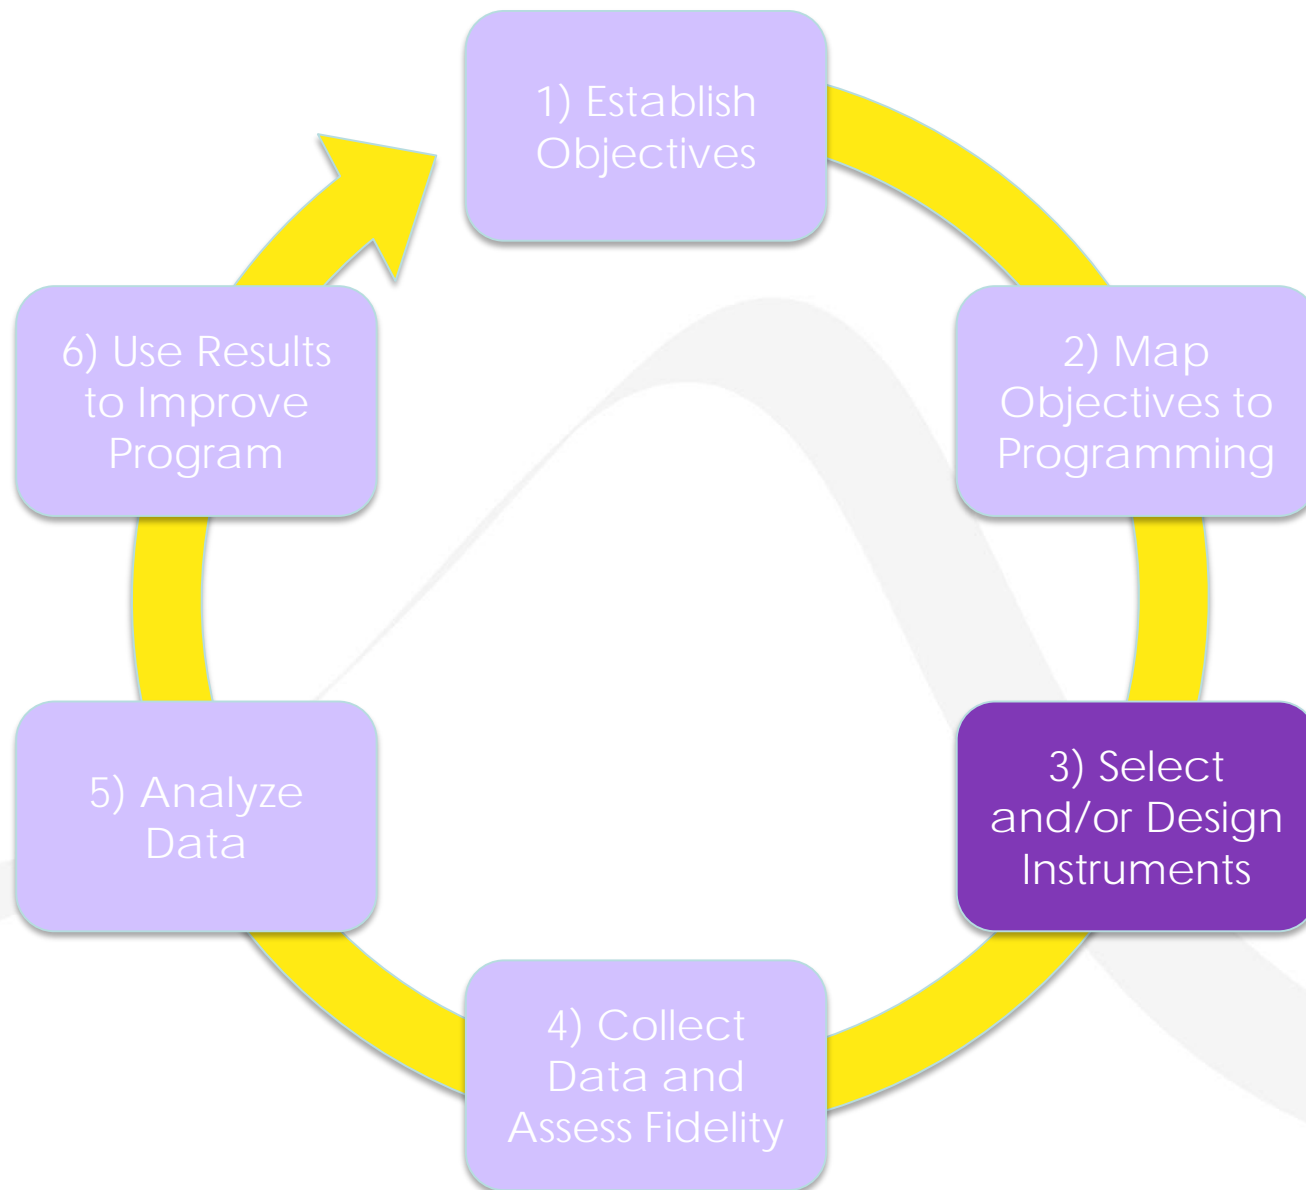 1) Establish
Objectives
2) Map
Objectives to
Programming
3) Select
and/or Design
Instruments
4) Collect
Data and
Assess Fidelity
5) Analyze
Data
6) Use Results
to Improve
Program